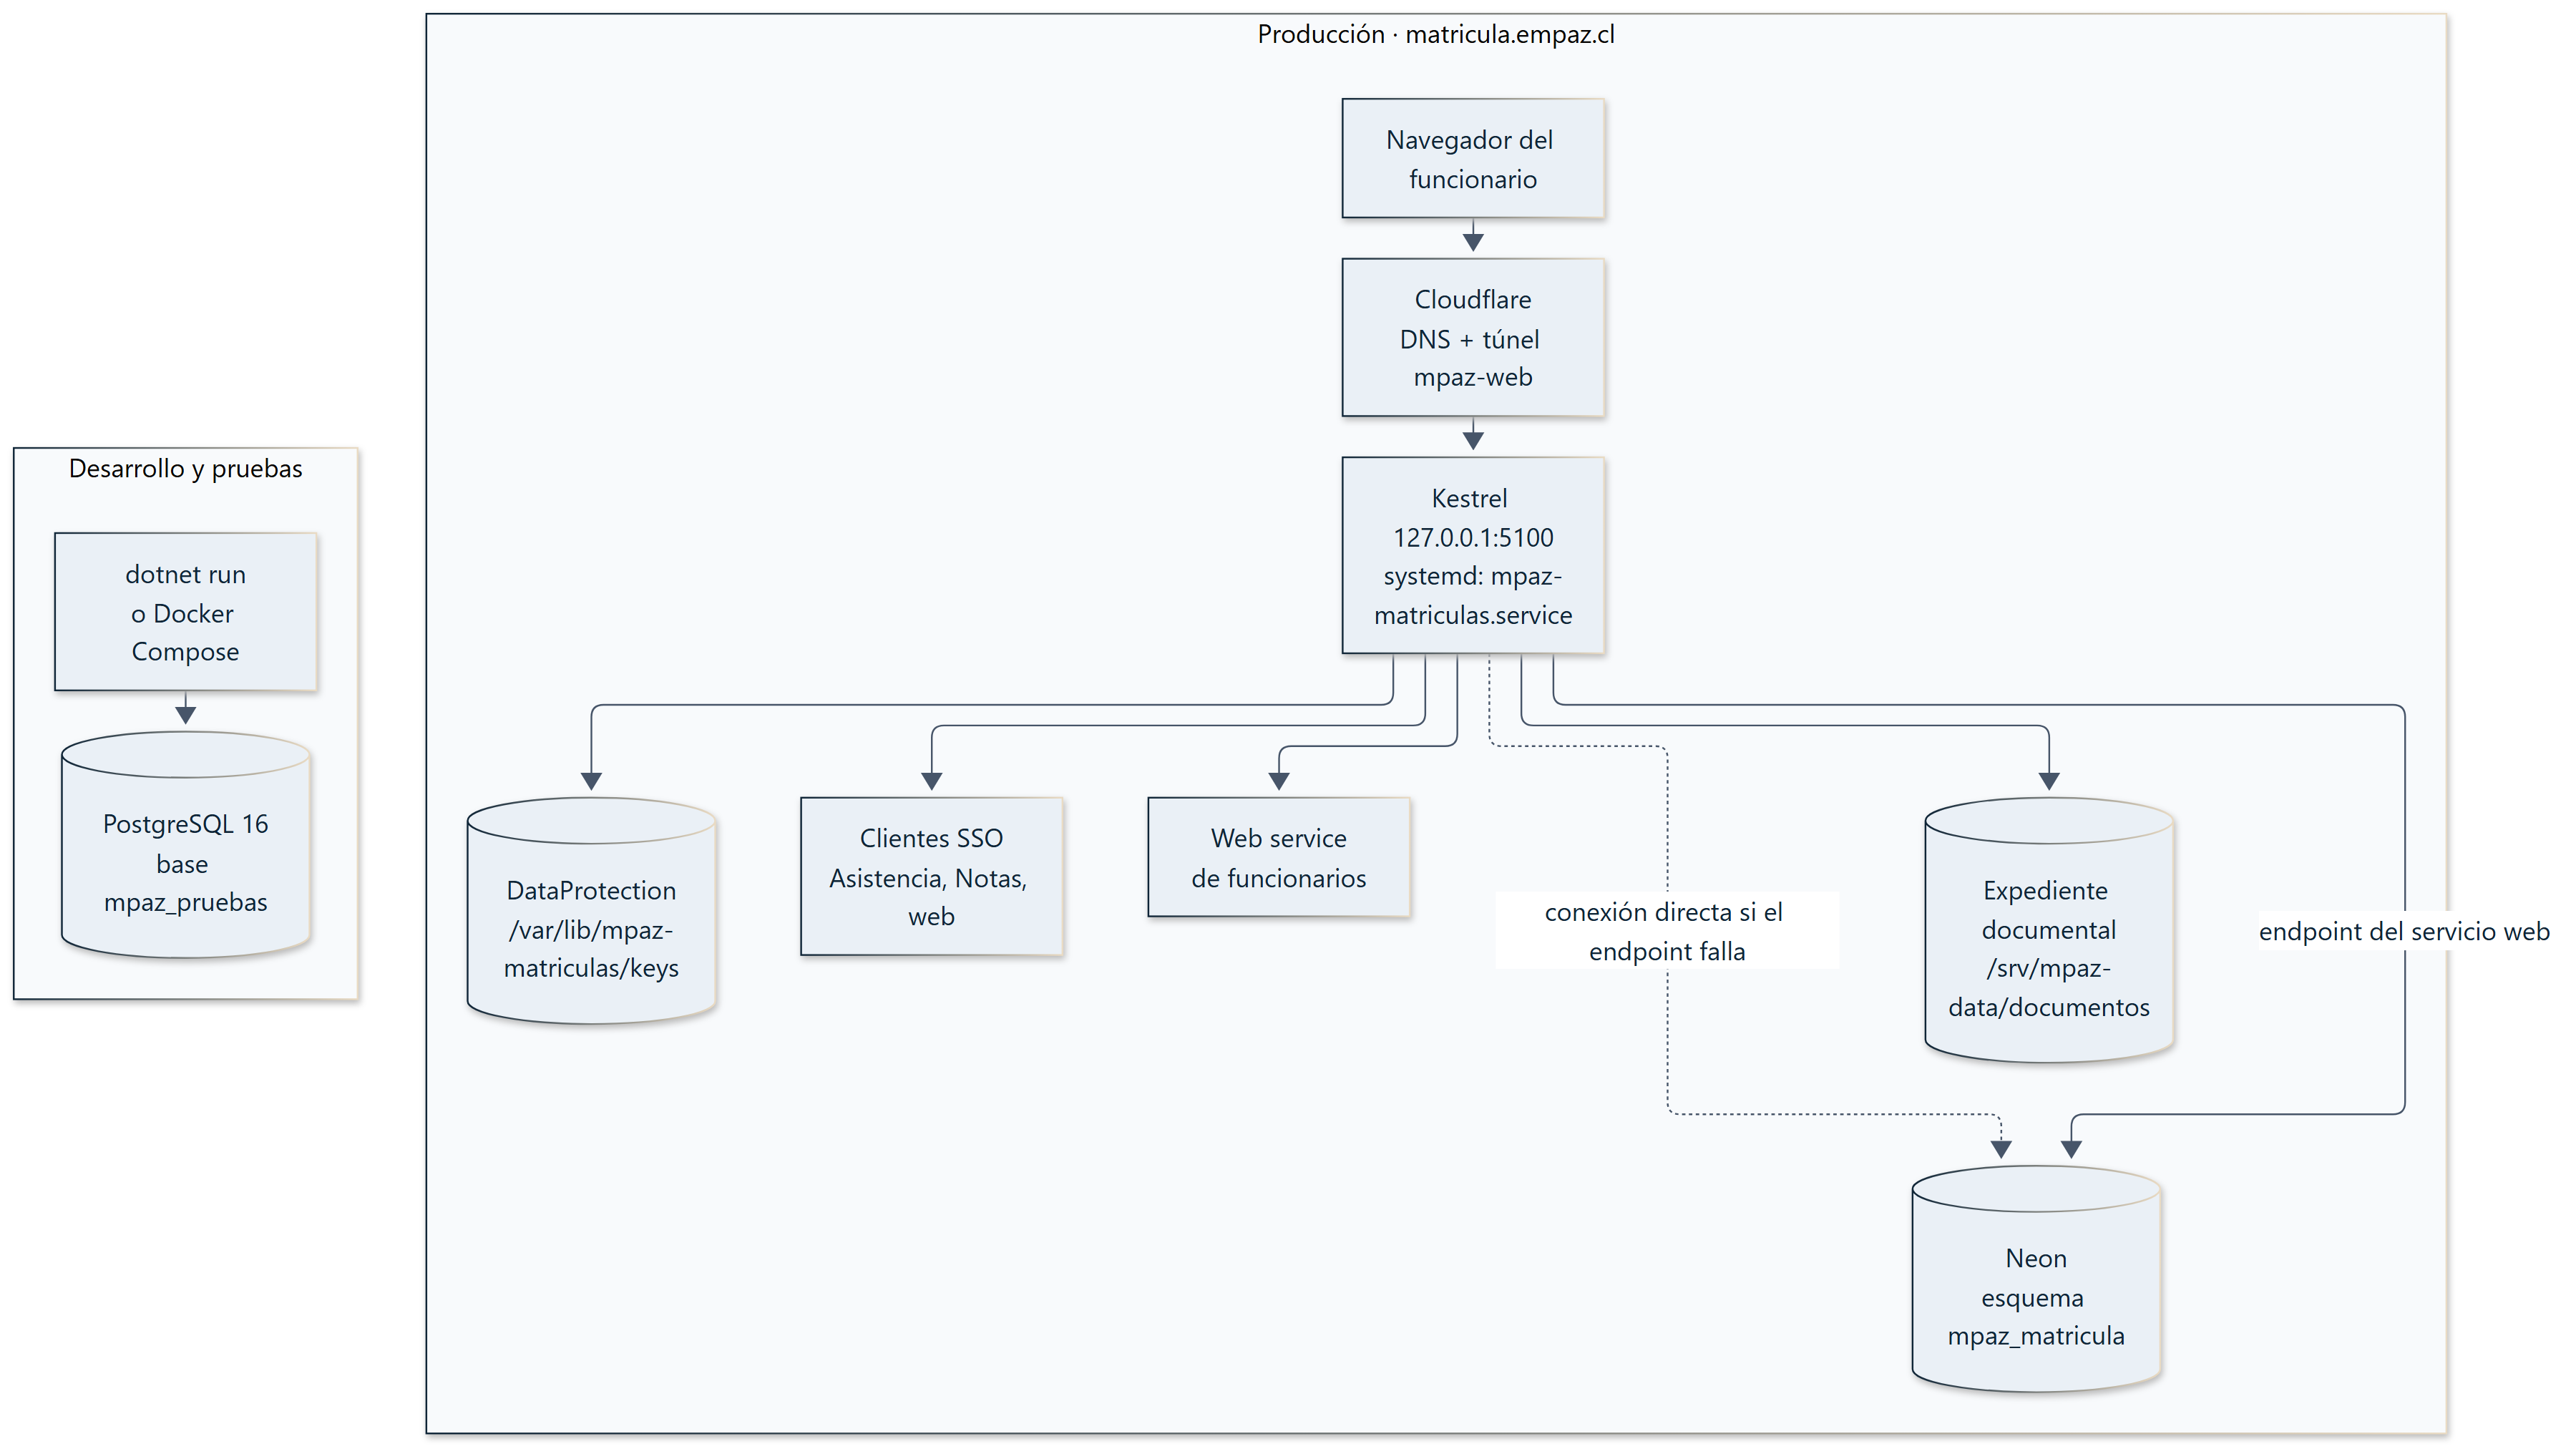 Producción · matricula.empaz.cl
Navegador del
funcionario
Cloudflare
DNS + túnel
mpaz-web
Kestrel
127.0.0.1:5100
systemd: mpaz-
matriculas.service
Desarrollo y pruebas
dotnet run
o Docker
Compose
PostgreSQL 16
base
mpaz_pruebas
DataProtection
/var/lib/mpaz-
matriculas/keys
Clientes SSO
Asistencia, Notas,
web
Web service
de funcionarios
conexión directa si el
endpoint falla
Expediente
documental
/srv/mpaz-
data/documentos
endpoint del servicio web
Neon
esquema
mpaz_matricula